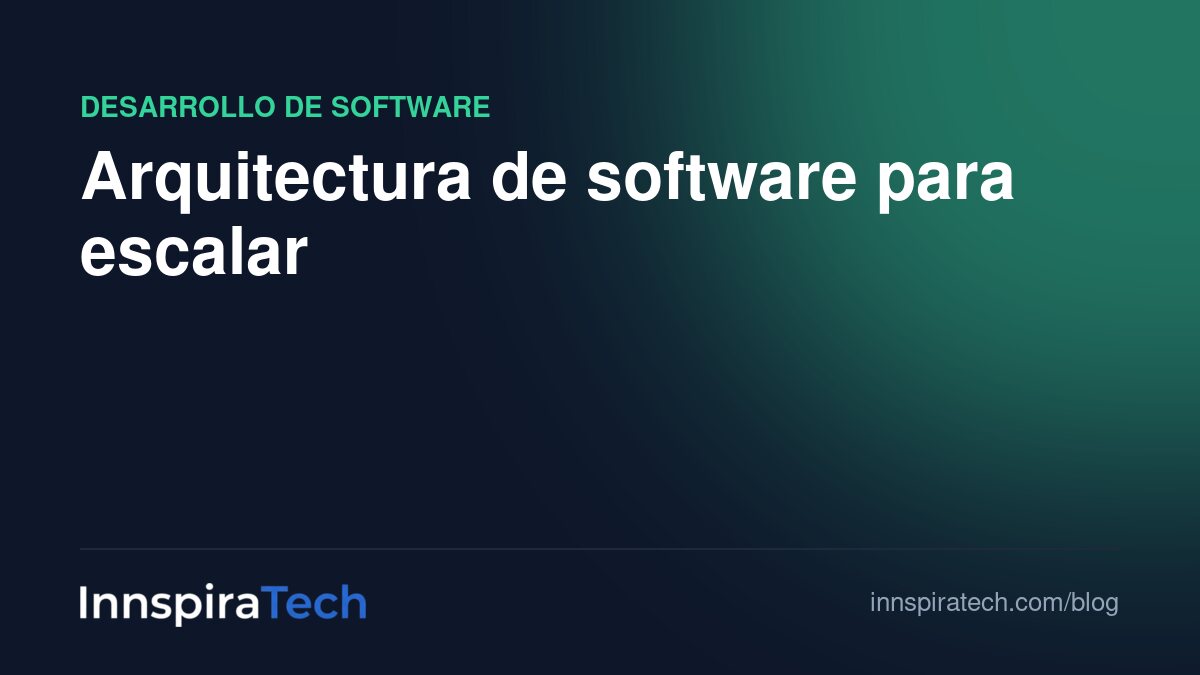 DESARROLLO DE SOFTWARE
Arquitectura de software para
escalar
InnspiraTech
innspiratech.com/blog